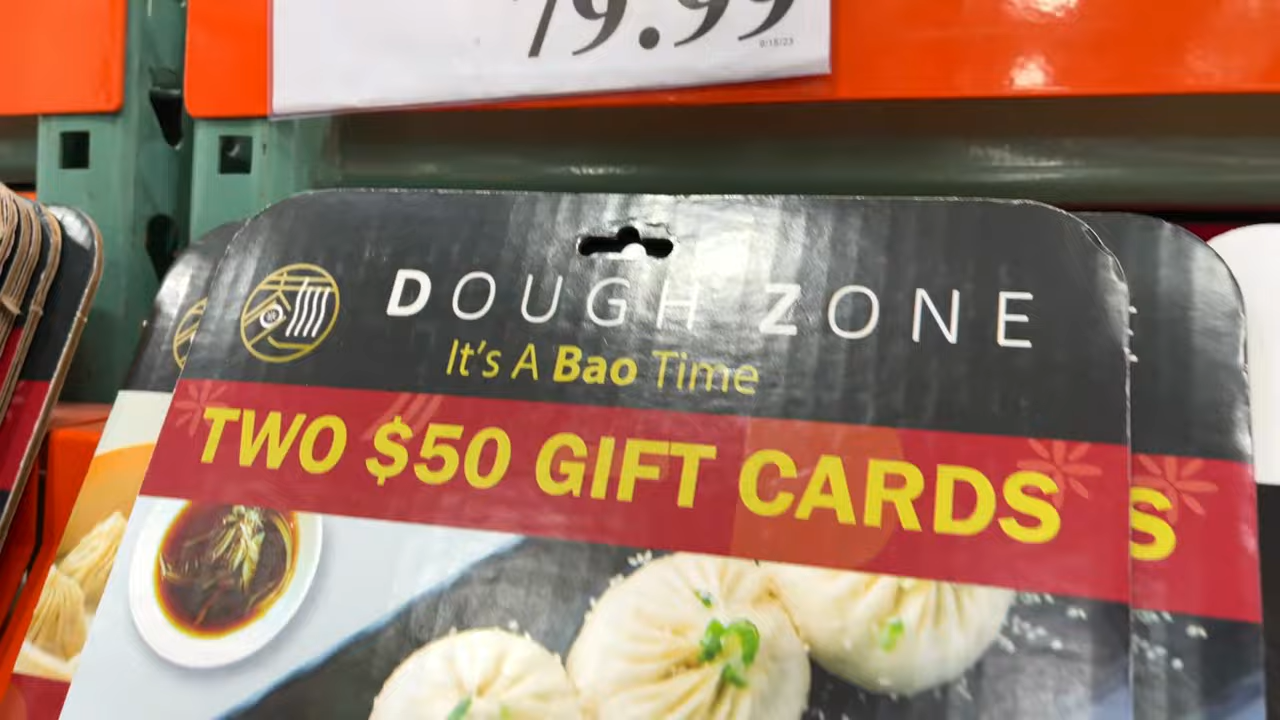 79.99
DOUGH ZONE
It's A Bao Time
TWO $50 GIFT CARDS
S